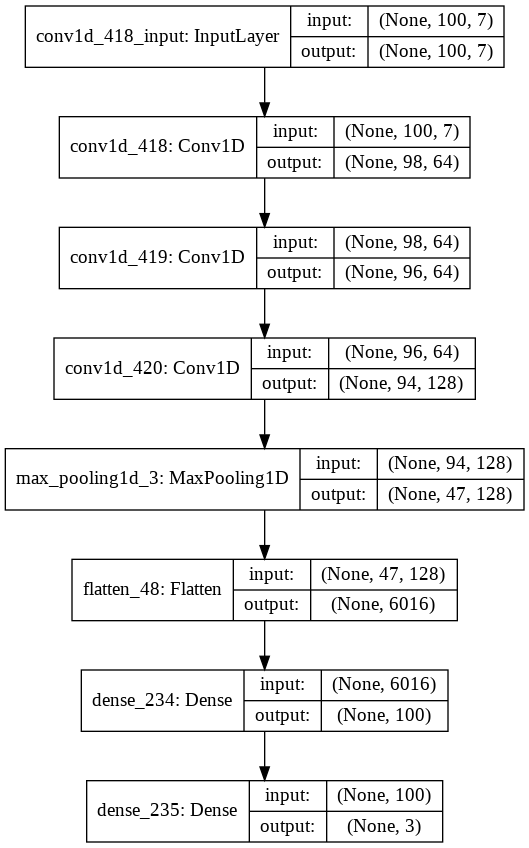 conv1d_418_input: InputLayer
input: (None, 100, 7)
output: (None, 100, 7)
conv1d_418: Conv1D
input: (None, 100, 7)
output: (None, 98, 64)
conv1d_419: Conv1D
input: (None, 98, 64)
output: (None, 96, 64)
conv1d_420: Conv1D
input: (None, 96, 64)
output: (None, 94, 128)
max_pooling1d_3: MaxPooling1D
input: (None, 94, 128)
output: (None, 47, 128)
flatten_48: Flatten
input: (None, 47, 128)
output: (None, 6016)
dense_234: Dense
input: (None, 6016)
output: (None, 100)
dense_235: Dense
input: (None, 100)
output: (None, 3)